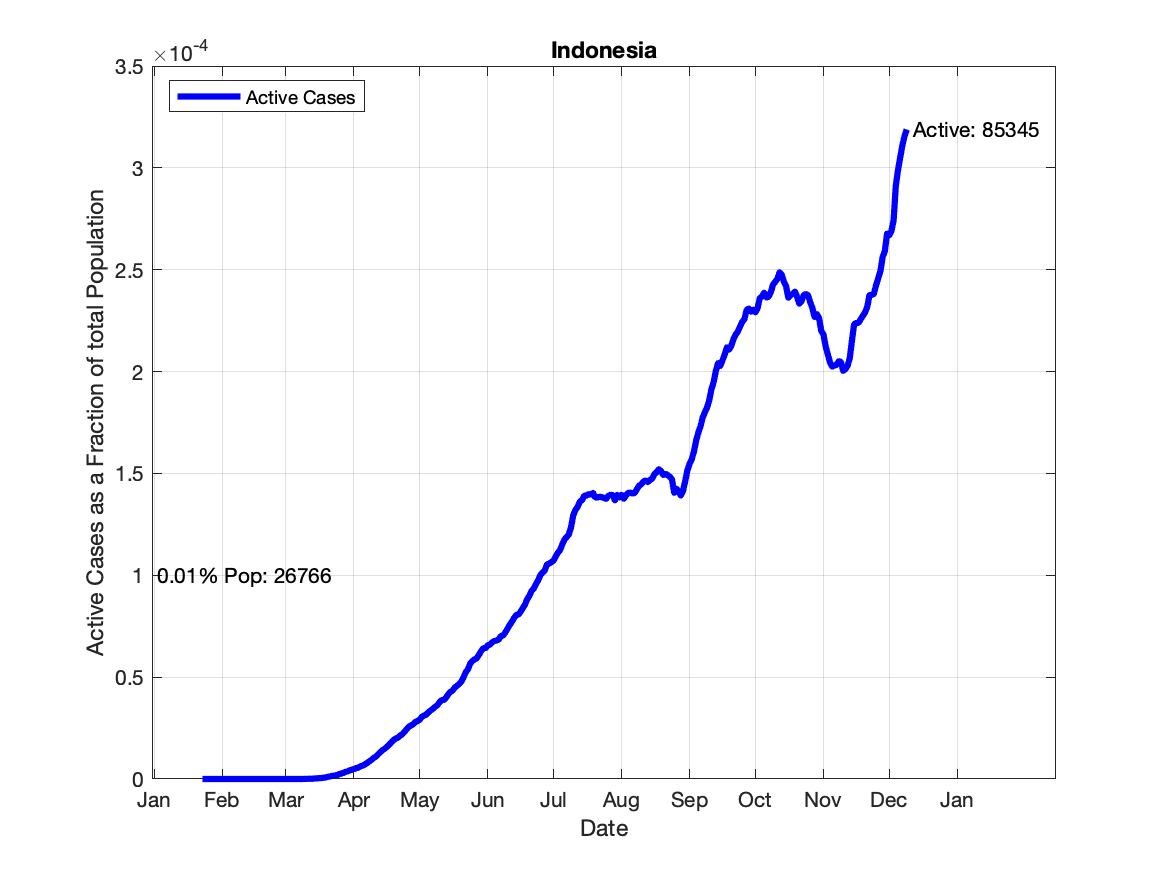 Indonesia
×10-4
3.5
3
2.5
2
1.5
1
0.5
0
Active Cases as a Fraction of total Population
Active Cases
Active: 85345
0.01% Pop: 26766
Jan Feb Mar Apr May Jun Jul Aug Sep Oct Nov Dec Jan
Date